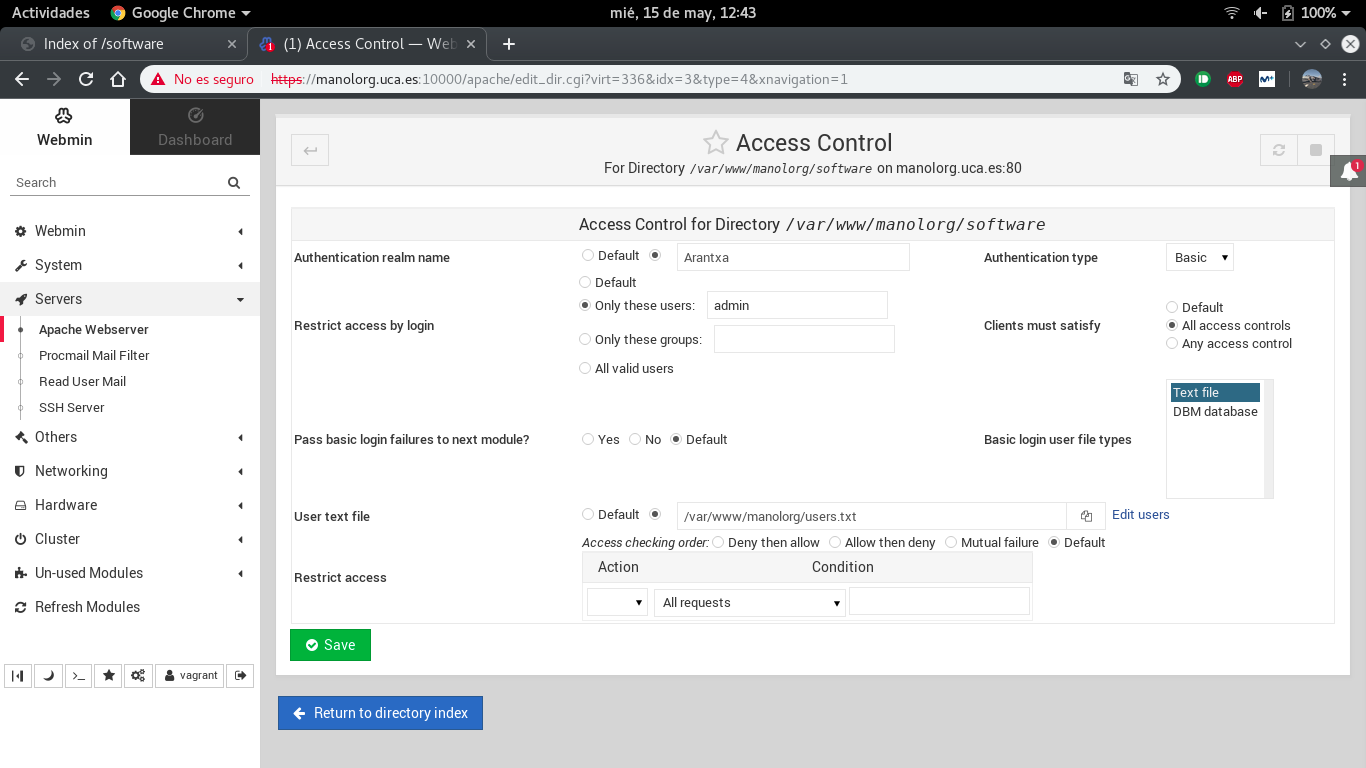 Actividades Google Chrome mié, 15 de may, 12:43 100%
Index of /software (1) Access Control — Web
No es seguro https://manolorg.uca.es:10000/apache/edit_dir.cgi?virt=336&idx=3&type=4&xnavigation=1 ABP
Webmin Dashboard
Search
Webmin
System
Servers
Apache Webserver
Procmail Mail Filter
Read User Mail
SSH Server
Others
Networking
Hardware
Cluster
Un-used Modules
Refresh Modules
vagrant
Access Control
For Directory /var/www/manolorg/software on manolorg.uca.es:80
1
Access Control for Directory /var/www/manolorg/software
Authentication realm name Default Arantxa Authentication type Basic
Restrict access by login
Default
Only these users: admin
Only these groups:
All valid users
Clients must satisfy
Default
All access controls
Any access control
Pass basic login failures to next module? Yes No Default
Basic login user file types
Text file
DBM database
User text file Default /var/www/manolorg/users.txt Edit users
Restrict access
Access checking order: Deny then allow Allow then deny Mutual failure Default
Action Condition
All requests
Save
Return to directory index